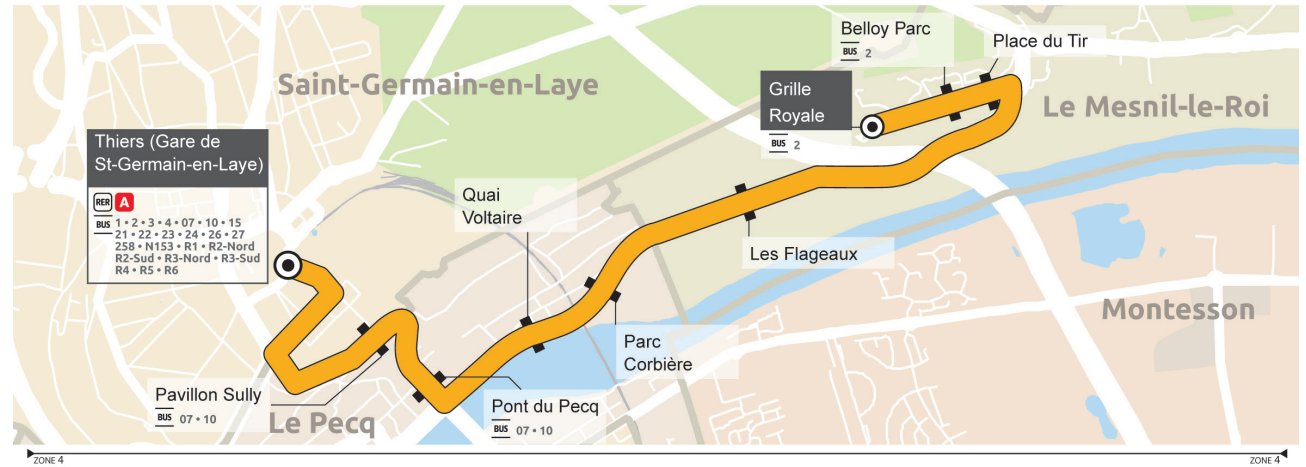 Saint-Germain-en-Laye
Belloy Parc
BUS 2
Place du Tir
Grille
Royale
BUS 2
Le Mesnil-le-Roi
Thiers (Gare de
St-Germain-en-Laye)
RER A
BUS 1 • 2 • 3 • 4 • 07 • 10 • 15
21 • 22 • 23 • 24 • 26 • 27
258 • N153 • R1 • R2-Nord
R2-Sud • R3-Nord • R3-Sud
R4 • R5 • R6
Quai
Voltaire
Les Flageaux
Montesson
Parc
Corbière
Pavillon Sully
BUS 07 • 10
Le Pecq
Pont du Pecq
BUS 07 • 10
ZONE 4
ZONE 4